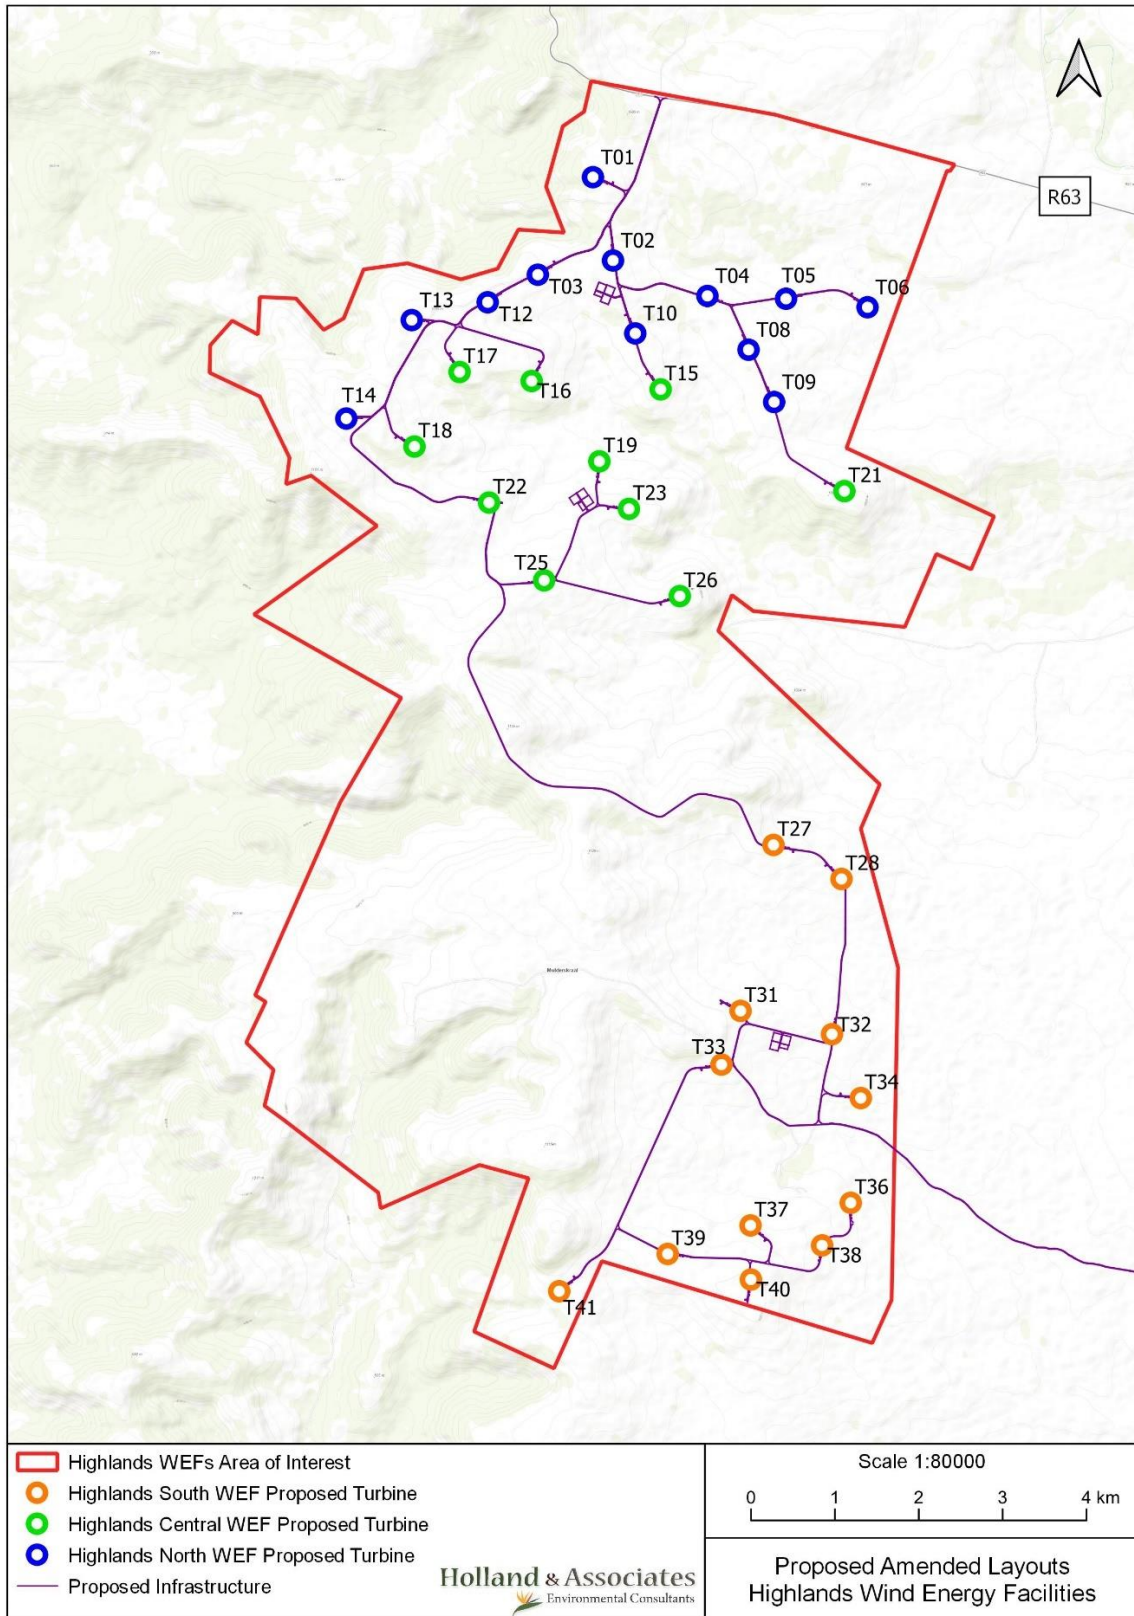 R63
T01
T02
T03
T04
T05
T06
T13
T12
T10
T08
T17
T16
T15
T09
T14
T18
T19
T21
T22
T23
T25
T26
T27
T28
T31
T32
T33
T34
T36
T37
T38
T39
T40
T41
Highlands WEFs Area of Interest
Highlands South WEF Proposed Turbine
Highlands Central WEF Proposed Turbine
Highlands North WEF Proposed Turbine
Proposed Infrastructure
Holland & Associates
Environmental Consultants
Scale 1:80000
0 1 2 3 4 km
Proposed Amended Layouts
Highlands Wind Energy Facilities